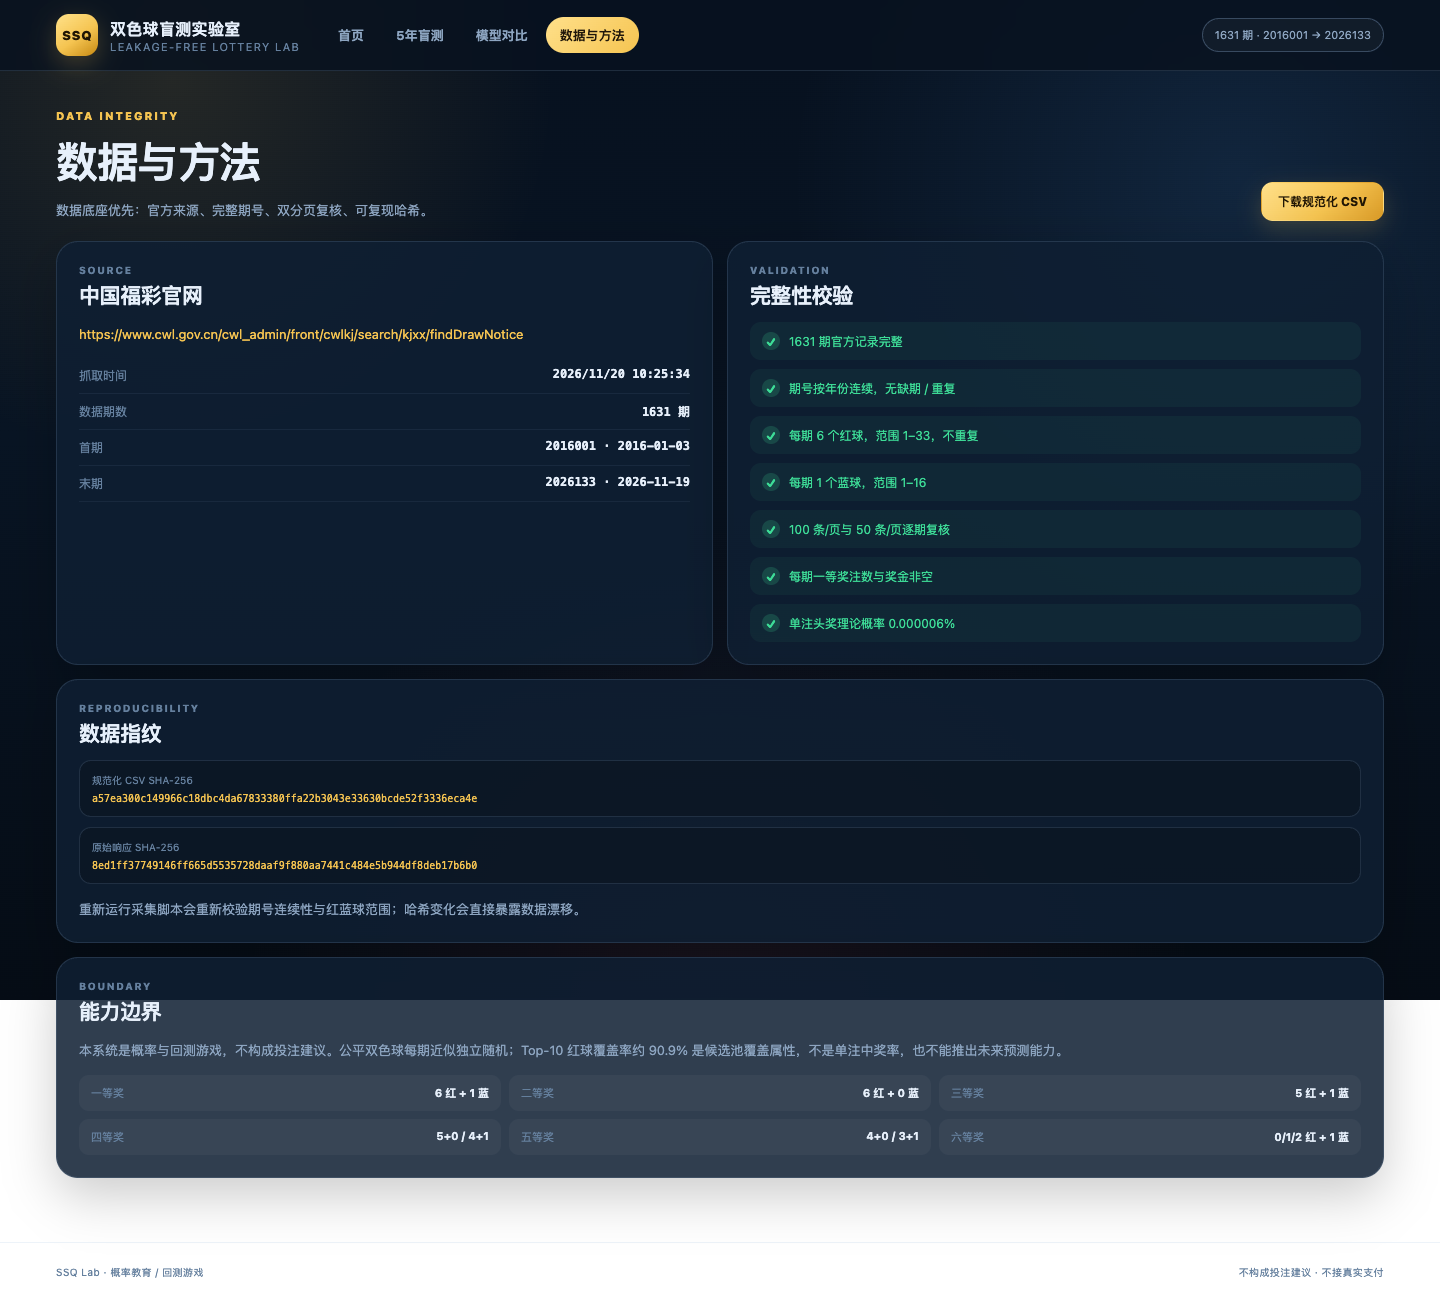 SSQ
双色球盲测实验室
LEAKAGE-FREE LOTTERY LAB
首页
5年盲测
模型对比
数据与方法
1631 期 · 2016001 → 2026133
DATA INTEGRITY
数据与方法
数据底座优先：官方来源、完整期号、双分页复核、可复现哈希。
下载规范化 CSV
SOURCE
中国福彩官网
https://www.cwl.gov.cn/cwl_admin/front/cwlkj/search/kjxx/findDrawNotice
抓取时间 2026/11/20 10:25:34
数据期数 1631 期
首期 2016001 · 2016-01-03
末期 2026133 · 2026-11-19
VALIDATION
完整性校验
1631 期官方记录完整
期号按年份连续，无缺期 / 重复
每期 6 个红球，范围 1–33，不重复
每期 1 个蓝球，范围 1–16
100 条/页与 50 条/页逐期复核
每期一等奖注数与奖金非空
单注头奖理论概率 0.000006%
REPRODUCIBILITY
数据指纹
规范化 CSV SHA-256
a57ea300c149966c18dbc4da67833380ffa22b3043e33630bcde52f3336eca4e
原始响应 SHA-256
8ed1ff37749146ff665d5535728daaf9f880aa7441c484e5b944df8deb17b6b0
重新运行采集脚本会重新校验期号连续性与红蓝球范围；哈希变化会直接暴露数据漂移。
BOUNDARY
能力边界
本系统是概率与回测游戏，不构成投注建议。公平双色球每期近似独立随机；Top-10 红球覆盖率约 90.9% 是候选池覆盖属性，不是单注中奖率，也不能推出未来预测能力。
一等奖 6 红 + 1 蓝
二等奖 6 红 + 0 蓝
三等奖 5 红 + 1 蓝
四等奖 5+0 / 4+1
五等奖 4+0 / 3+1
六等奖 0/1/2 红 + 1 蓝
SSQ Lab · 概率教育 / 回测游戏
不构成投注建议 · 不接真实支付